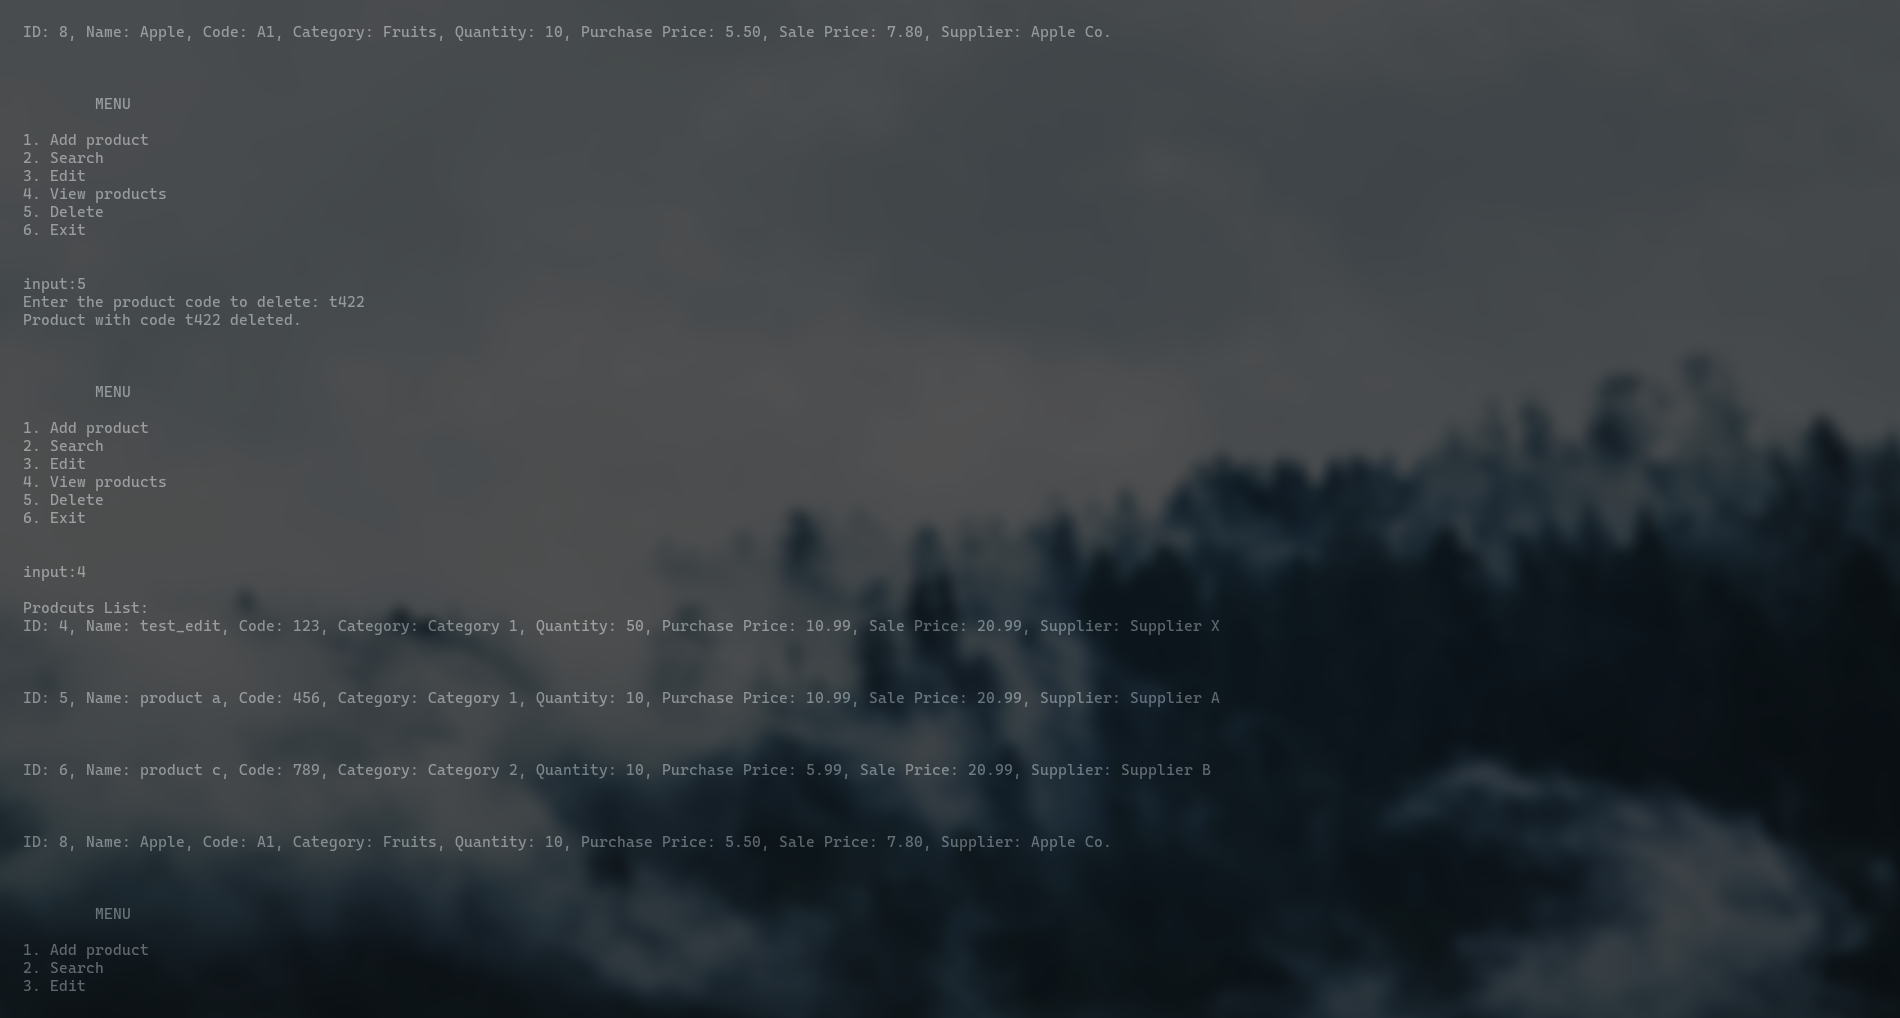 ID: 8, Name: Apple, Code: A1, Category: Fruits, Quantity: 10, Purchase Price: 5.50, Sale Price: 7.80, Supplier: Apple Co.
MENU
1. Add product
2. Search
3. Edit
4. View products
5. Delete
6. Exit
input:5
Enter the product code to delete: t422
Product with code t422 deleted.
MENU
1. Add product
2. Search
3. Edit
4. View products
5. Delete
6. Exit
input:4
Prodcuts List:
ID: 4, Name: test_edit, Code: 123, Category: Category 1, Quantity: 50, Purchase Price: 10.99, Sale Price: 20.99, Supplier: Supplier X
ID: 5, Name: product a, Code: 456, Category: Category 1, Quantity: 10, Purchase Price: 10.99, Sale Price: 20.99, Supplier: Supplier A
ID: 6, Name: product c, Code: 789, Category: Category 2, Quantity: 10, Purchase Price: 5.99, Sale Price: 20.99, Supplier: Supplier B
ID: 8, Name: Apple, Code: A1, Category: Fruits, Quantity: 10, Purchase Price: 5.50, Sale Price: 7.80, Supplier: Apple Co.
MENU
1. Add product
2. Search
3. Edit